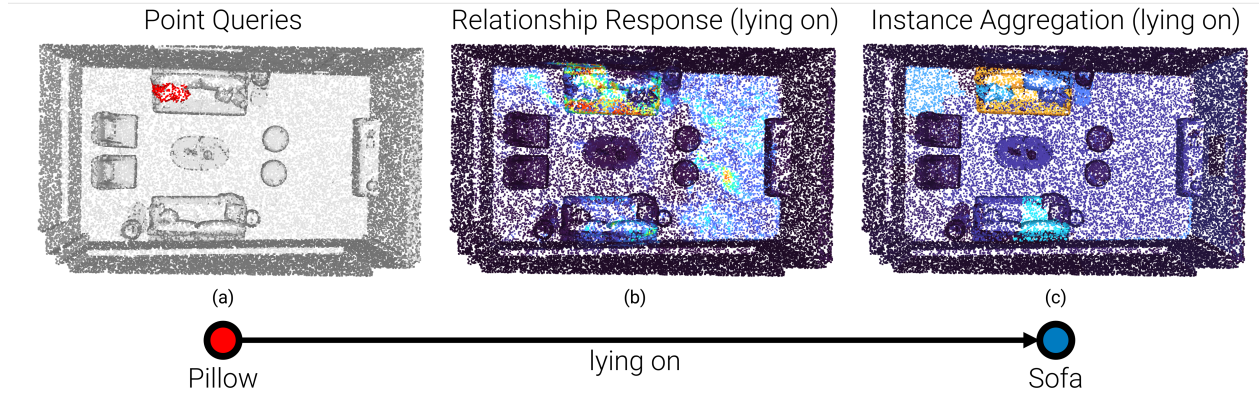 Point Queries
Relationship Response (lying on)
Instance Aggregation (lying on)
(a)
(b)
(c)
lying on
Pillow
Sofa